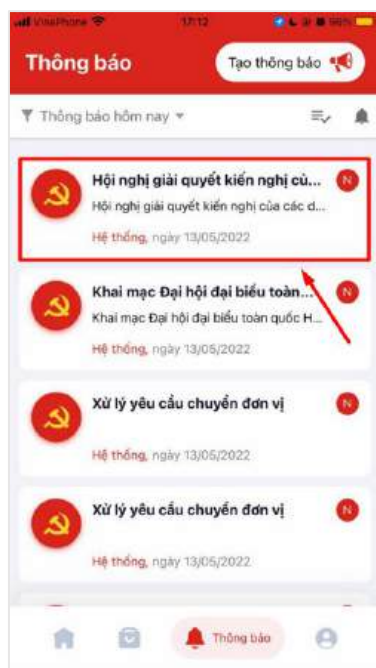 VinaPhone 17:12 96%
Thông báo
Tạo thông báo
Thông báo hôm nay
Hội nghị giải quyết kiến nghị củ... N
Hội nghị giải quyết kiến nghị của các d...
Hệ thống, ngày 13/05/2022
Khai mạc Đại hội đại biểu toàn... N
Khai mạc Đại hội đại biểu toàn quốc H...
Hệ thống, ngày 13/05/2022
Xử lý yêu cầu chuyển đơn vị N
Hệ thống, ngày 13/05/2022
Xử lý yêu cầu chuyển đơn vị N
Hệ thống, ngày 13/05/2022
Thông báo